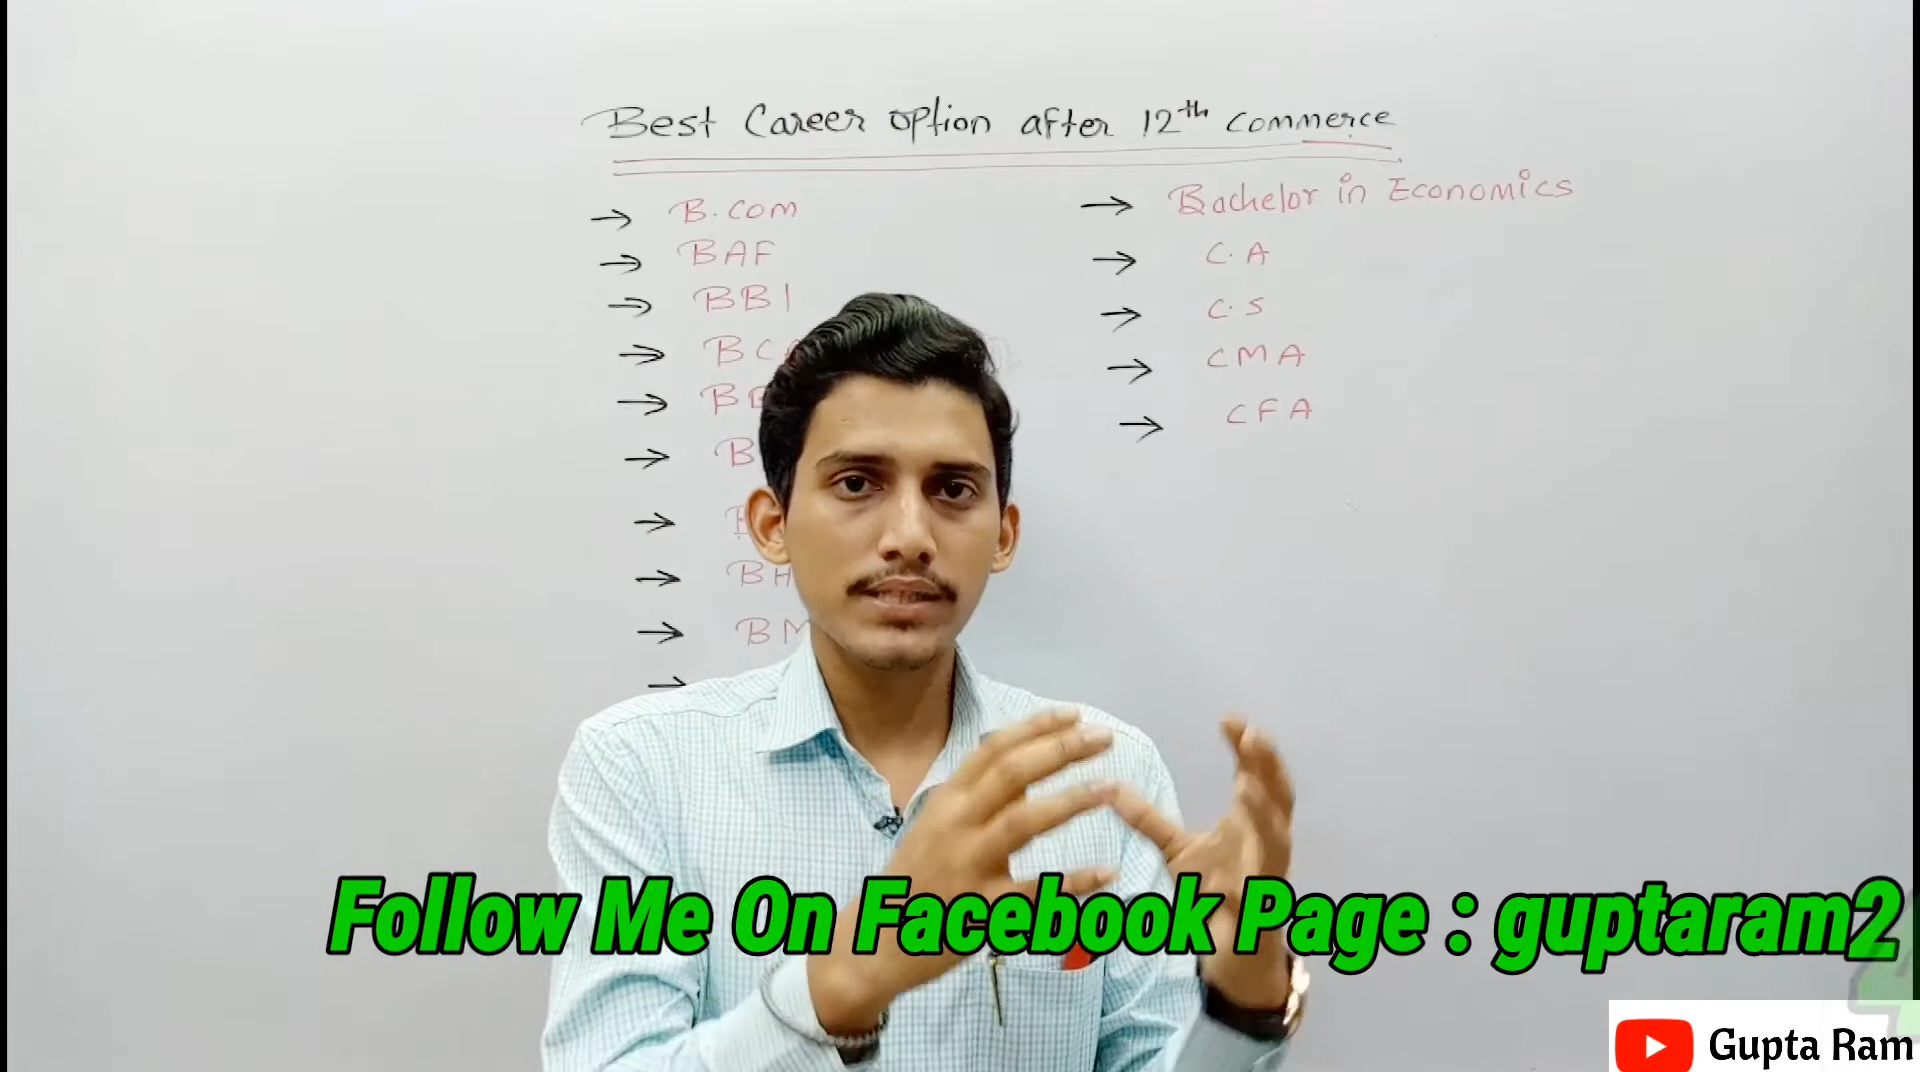 Best Career option after 12th commerce
→ B.COM
→ BAF
→ BBI
→
→
→
→
→
→
→
→ Bachelor in Economics
→ C.A
→ C.S
→ CMA
→ CFA
Follow Me On Facebook Page : guptaram2
Gupta Ram